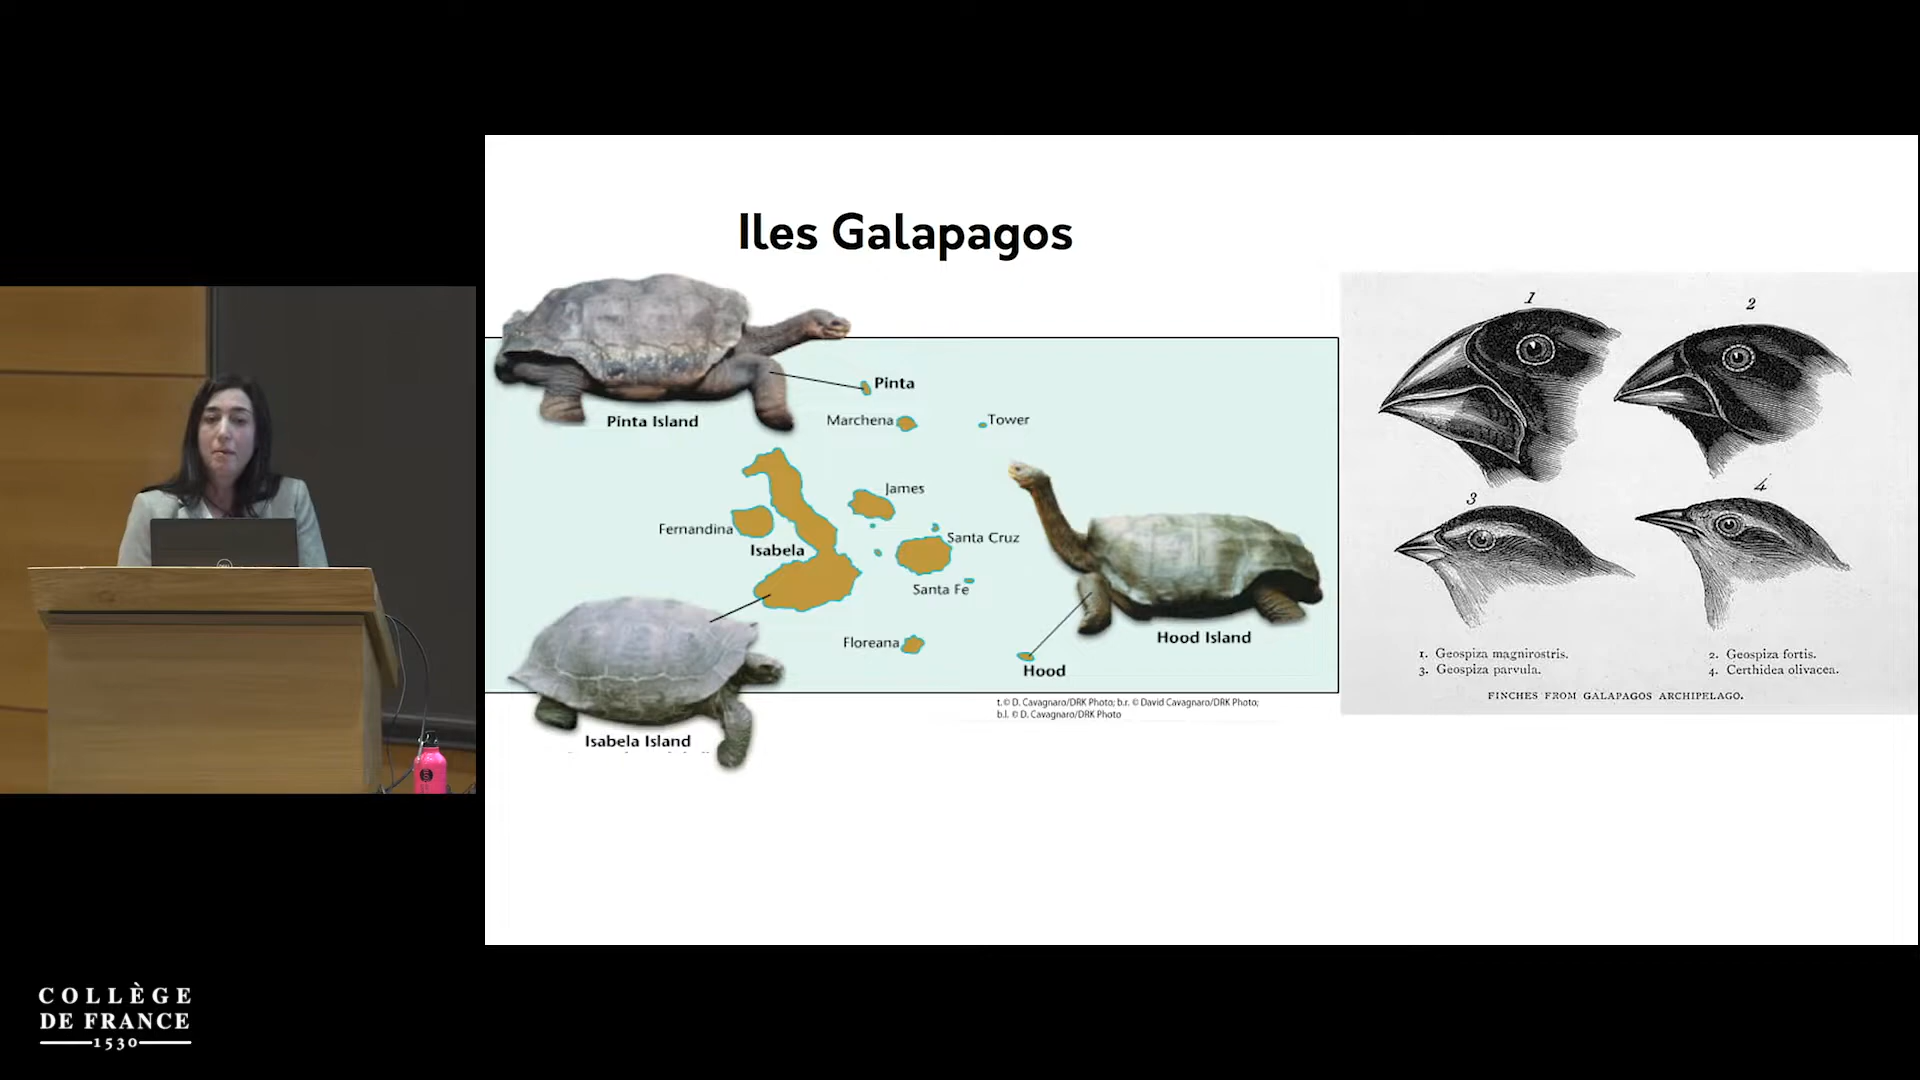 Iles Galapagos
Pinta
Pinta Island
Marchena
Tower
James
Fernandina
Santa Cruz
Isabela
Santa Fe
Hood Island
Floreana
Hood
t. © D. Cavagnaro/DRK Photo; b.r. © David Cavagnaro/DRK Photo;
b.l. © D. Cavagnaro/DRK Photo
Isabela Island
1
2
3
4
1. Geospiza magnirostris.
2. Geospiza fortis.
3. Geospiza parvula.
4. Certhidea olivacea.
FINCHES FROM GALAPAGOS ARCHIPELAGO.
COLLÈGE
DE FRANCE
1530